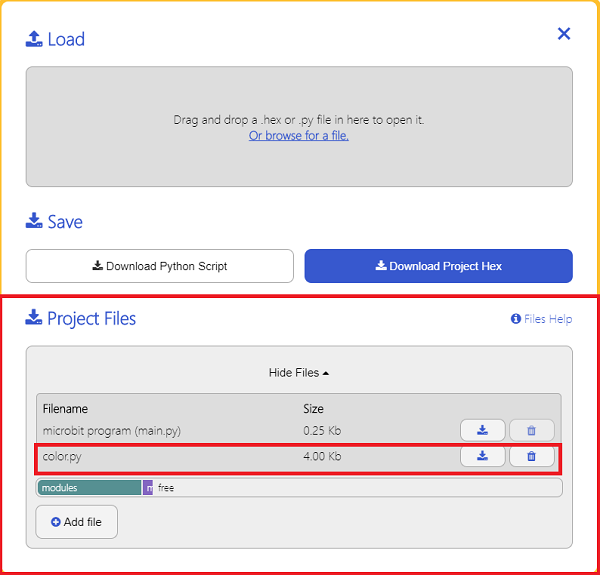 Load
Drag and drop a .hex or .py file in here to open it.
Or browse for a file.
Save
Download Python Script
Download Project Hex
Project Files
Files Help
Hide Files
Filename Size
microbit program (main.py) 0.25 Kb
color.py 4.00 Kb
modules m free
Add file